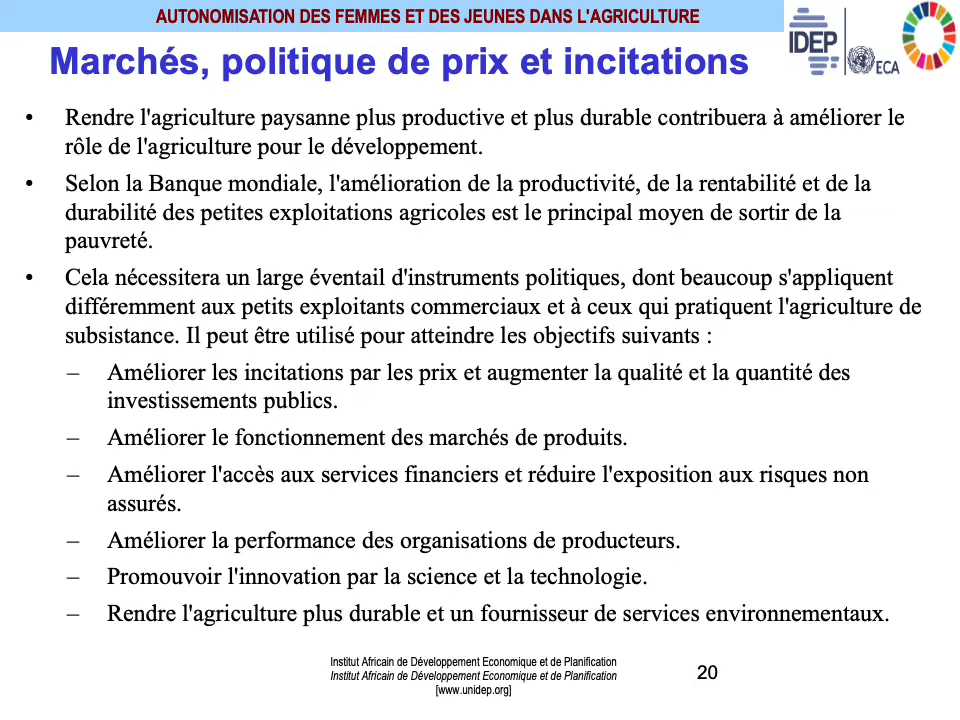 AUTONOMISATION DES FEMMES ET DES JEUNES DANS L'AGRICULTURE
Marchés, politique de prix et incitations
IDEP
ECA
• Rendre l'agriculture paysanne plus productive et plus durable contribuera à améliorer le
rôle de l'agriculture pour le développement.
• Selon la Banque mondiale, l'amélioration de la productivité, de la rentabilité et de la
durabilité des petites exploitations agricoles est le principal moyen de sortir de la
pauvreté.
• Cela nécessitera un large éventail d'instruments politiques, dont beaucoup s'appliquent
différemment aux petits exploitants commerciaux et à ceux qui pratiquent l'agriculture de
subsistance. Il peut être utilisé pour atteindre les objectifs suivants :
– Améliorer les incitations par les prix et augmenter la qualité et la quantité des
investissements publics.
– Améliorer le fonctionnement des marchés de produits.
– Améliorer l'accès aux services financiers et réduire l'exposition aux risques non
assurés.
– Améliorer la performance des organisations de producteurs.
– Promouvoir l'innovation par la science et la technologie.
– Rendre l'agriculture plus durable et un fournisseur de services environnementaux.
Institut Africain de Développement Economique et de Planification
Institut Africain de Développement Economique et de Planification
[www.unidep.org]
20